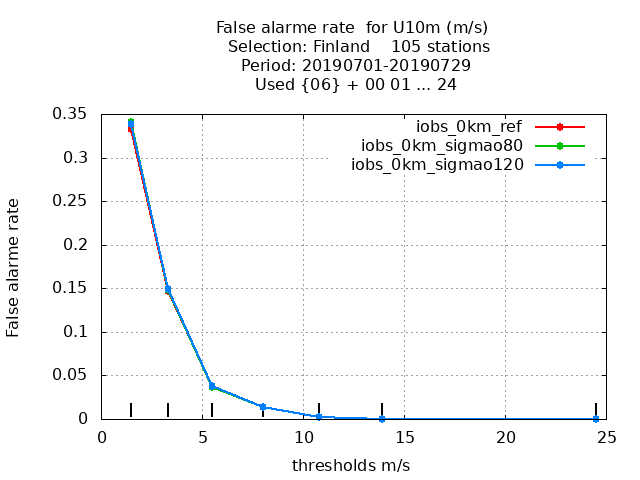 False alarme rate  for U10m (m/s)
Selection: Finland    105 stations
Period: 20190701-20190729
Used {06} + 00 01 ... 24
iobs_0km_ref
iobs_0km_sigmao80
iobs_0km_sigmao120
False alarme rate
0.35
0.3
0.25
0.2
0.15
0.1
0.05
0
0 5 10 15 20 25
thresholds m/s